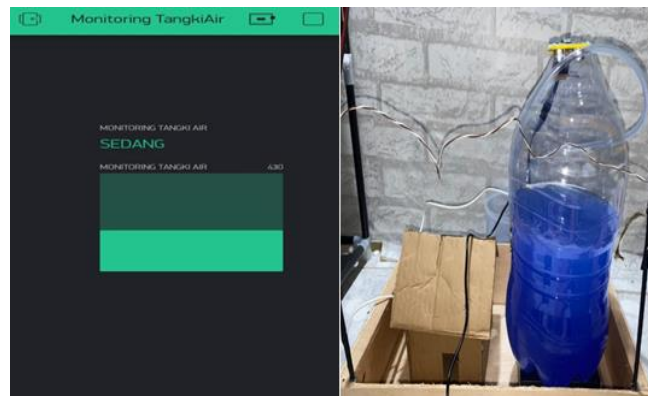 Monitoring TangkiAir
MONITORING TANGKI AIR
SEDANG
MONITORING TANGKI AIR 430